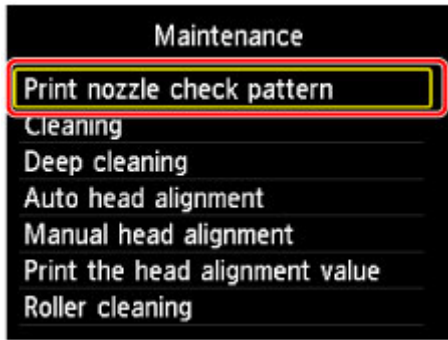 Maintenance
Print nozzle check pattern
Cleaning
Deep cleaning
Auto head alignment
Manual head alignment
Print the head alignment value
Roller cleaning